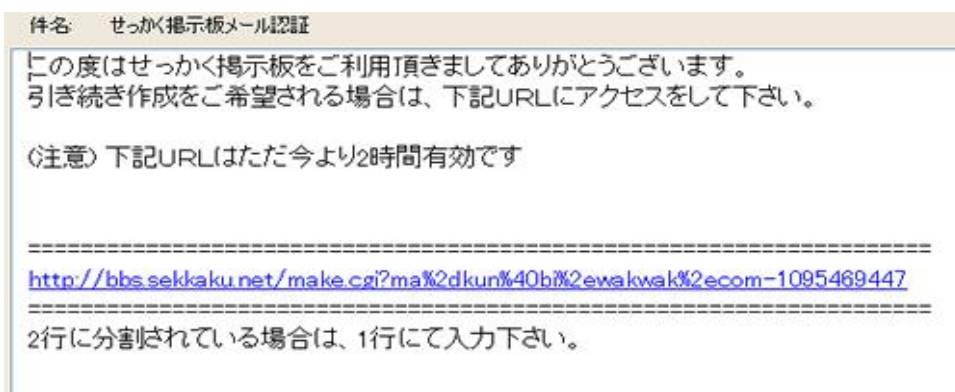 件名: せっかく掲示板メール認証
この度はせっかく掲示板をご利用頂きましてありがとうございます。
引き続き作成をご希望される場合は、下記URLにアクセスをして下さい。
(注意) 下記URLはただ今より2時間有効です
======================================================================
http://bbs.sekkaku.net/make.cgi?ma%2dkun%40bi%2ewakwak%2ecom-1095469447
======================================================================
2行に分割されている場合は、1行にて入力下さい。